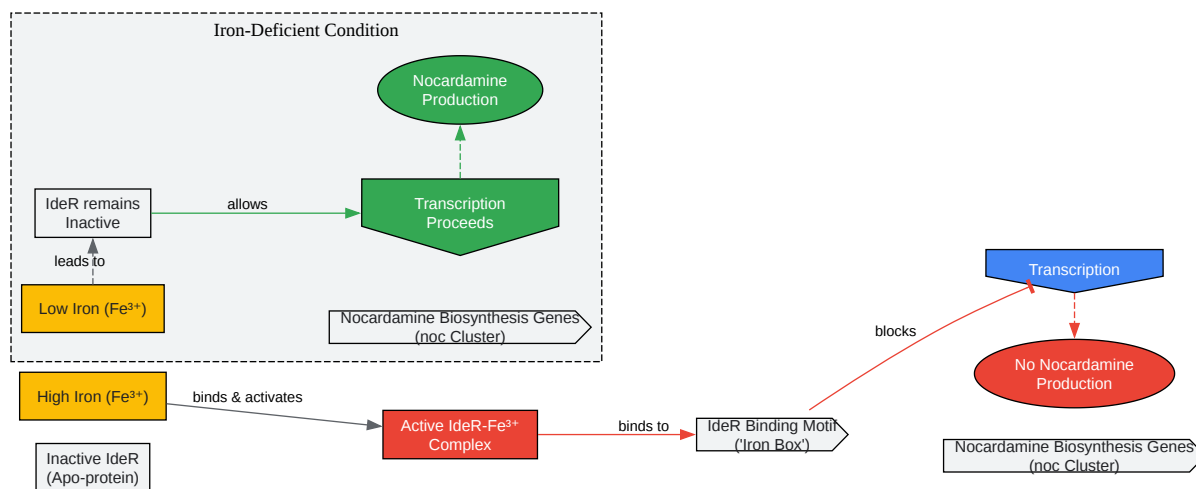 Iron-Deficient Condition
Nocardamine
Production
IdeR remains
Inactive
allows
Transcription
Proceeds
leads to
Low Iron (Fe³⁺)
Nocardamine Biosynthesis Genes
(noc Cluster)
Transcription
blocks
No Nocardamine
Production
High Iron (Fe³⁺)
binds & activates
Active IdeR-Fe³⁺
Complex
binds to
IdeR Binding Motif
('Iron Box')
Inactive IdeR
(Apo-protein)
Nocardamine Biosynthesis Genes
(noc Cluster)